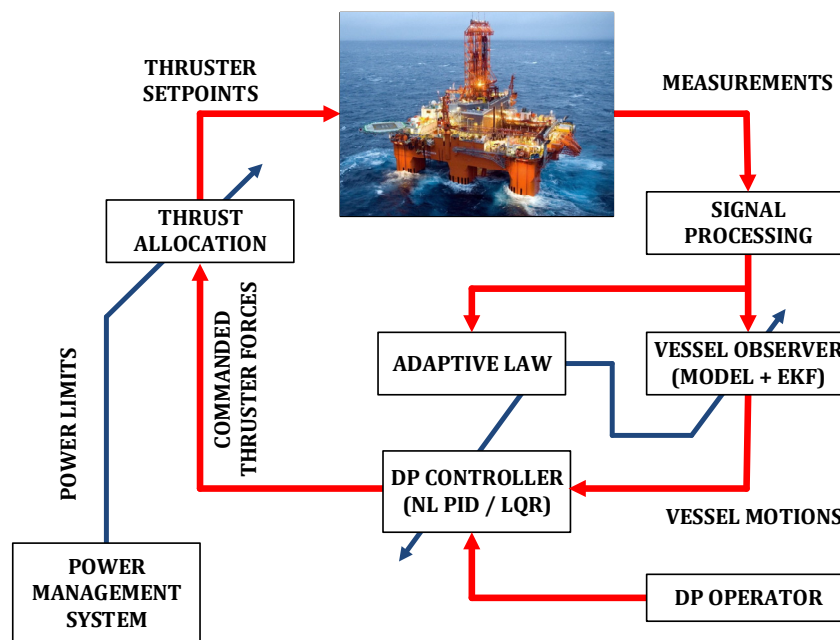 THRUSTER
SETPOINTS
MEASUREMENTS
THRUST
ALLOCATION
SIGNAL
PROCESSING
POWER LIMITS
COMMANDED
THRUSTER FORCES
ADAPTIVE LAW
VESSEL OBSERVER
(MODEL + EKF)
DP CONTROLLER
(NL PID / LQR)
VESSEL MOTIONS
POWER
MANAGEMENT
SYSTEM
DP OPERATOR